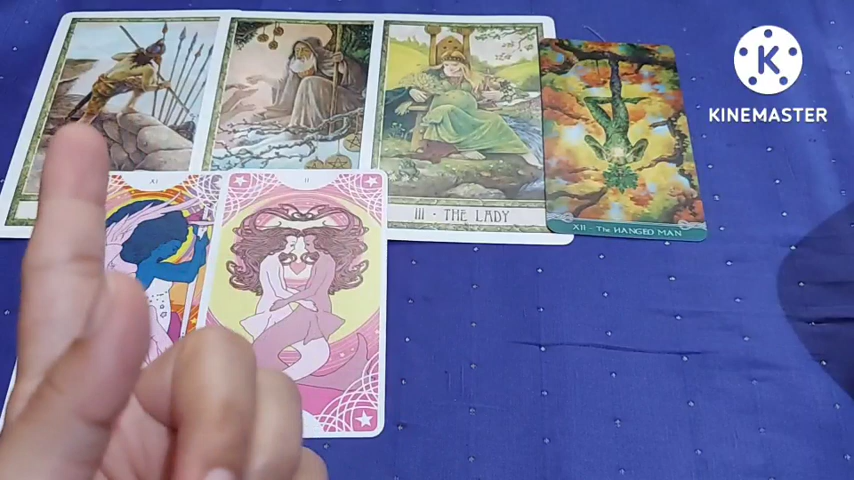 K
KINEMASTER
III · THE LADY
XII - The HANGED MAN
XI
II